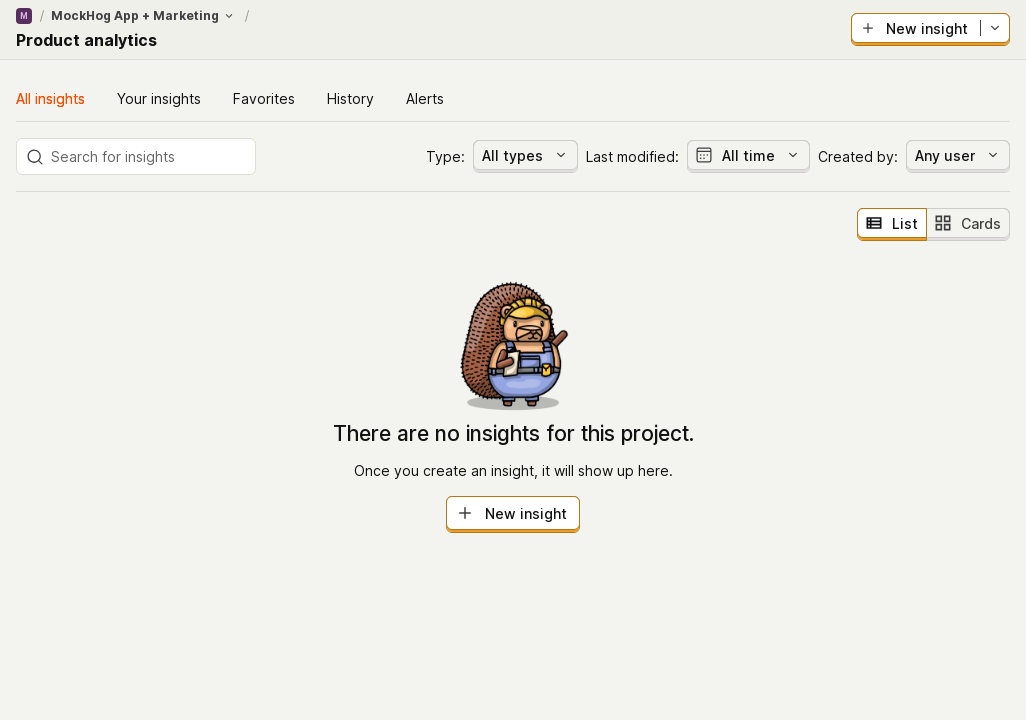 M / MockHog App + Marketing /
Product analytics
New insight
All insights Your insights Favorites History Alerts
Search for insights Type: All types Last modified: All time Created by: Any user
List Cards
There are no insights for this project.
Once you create an insight, it will show up here.
New insight